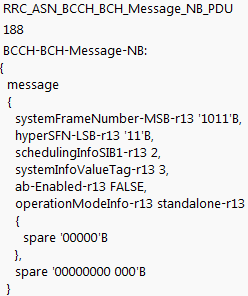 RRC_ASN_BCCH_BCH_Message_NB_PDU
188
BCCH-BCH-Message-NB:
{
message
{
systemFrameNumber-MSB-r13 '1011'B,
hyperSFN-LSB-r13 '11'B,
schedulingInfoSIB1-r13 2,
systemInfoValueTag-r13 3,
ab-Enabled-r13 FALSE,
operationModeInfo-r13 standalone-r13
{
spare '00000'B
},
spare '00000000 000'B
}